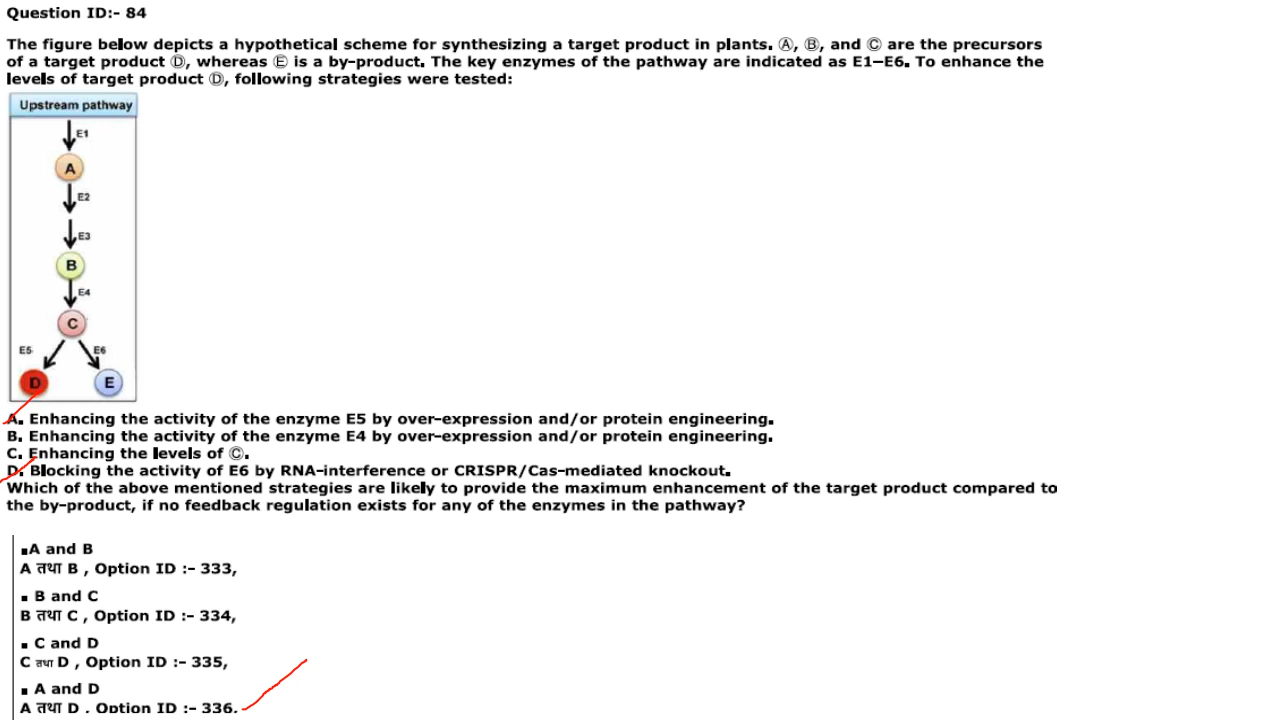 Question ID:- 84
The figure below depicts a hypothetical scheme for synthesizing a target product in plants. Ⓐ, Ⓑ, and Ⓒ are the precursors
of a target product Ⓓ, whereas Ⓔ is a by-product. The key enzymes of the pathway are indicated as E1–E6. To enhance the
levels of target product Ⓓ, following strategies were tested:
Upstream pathway
E1
A
E2
E3
B
E4
C
E5 E6
D E
A. Enhancing the activity of the enzyme E5 by over-expression and/or protein engineering.
B. Enhancing the activity of the enzyme E4 by over-expression and/or protein engineering.
C. Enhancing the levels of Ⓒ.
D. Blocking the activity of E6 by RNA-interference or CRISPR/Cas-mediated knockout.
Which of the above mentioned strategies are likely to provide the maximum enhancement of the target product compared to
the by-product, if no feedback regulation exists for any of the enzymes in the pathway?
A and B
A तथा B , Option ID :- 333,
B and C
B तथा C , Option ID :- 334,
C and D
C तथा D , Option ID :- 335,
A and D
A तथा D , Option ID :- 336,